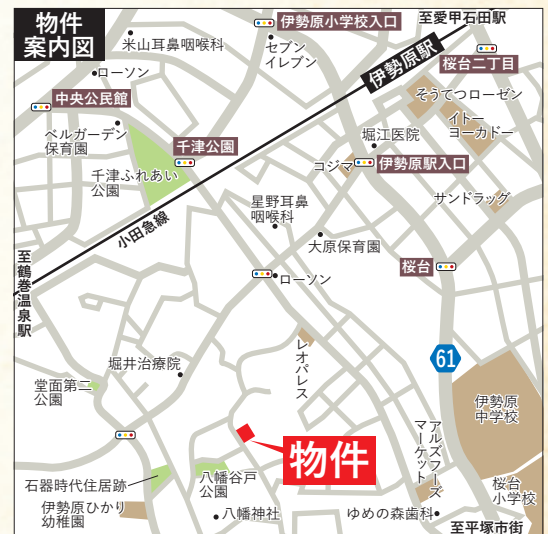 物件
案内図
伊勢原小学校入口
至愛甲石田駅
米山耳鼻咽喉科
セブン
イレブン
伊勢原駅
桜台二丁目
ローソン
中央公民館
そうてつローゼン
ベルガーデン
保育園
千津公園
堀江医院
イトー
ヨーカドー
コジマ
伊勢原駅入口
千津ふれあい
公園
サンドラッグ
星野耳鼻
咽喉科
小田急線
大原保育園
至鶴巻温泉駅
桜台
ローソン
レオパレス
61
堀井治療院
堂面第二
公園
伊勢原
中学校
アルズフーズ
マーケット
物件
石器時代住居跡
八幡谷戸
公園
桜台
小学校
伊勢原ひかり
幼稚園
八幡神社
ゆめの森歯科
至平塚市街